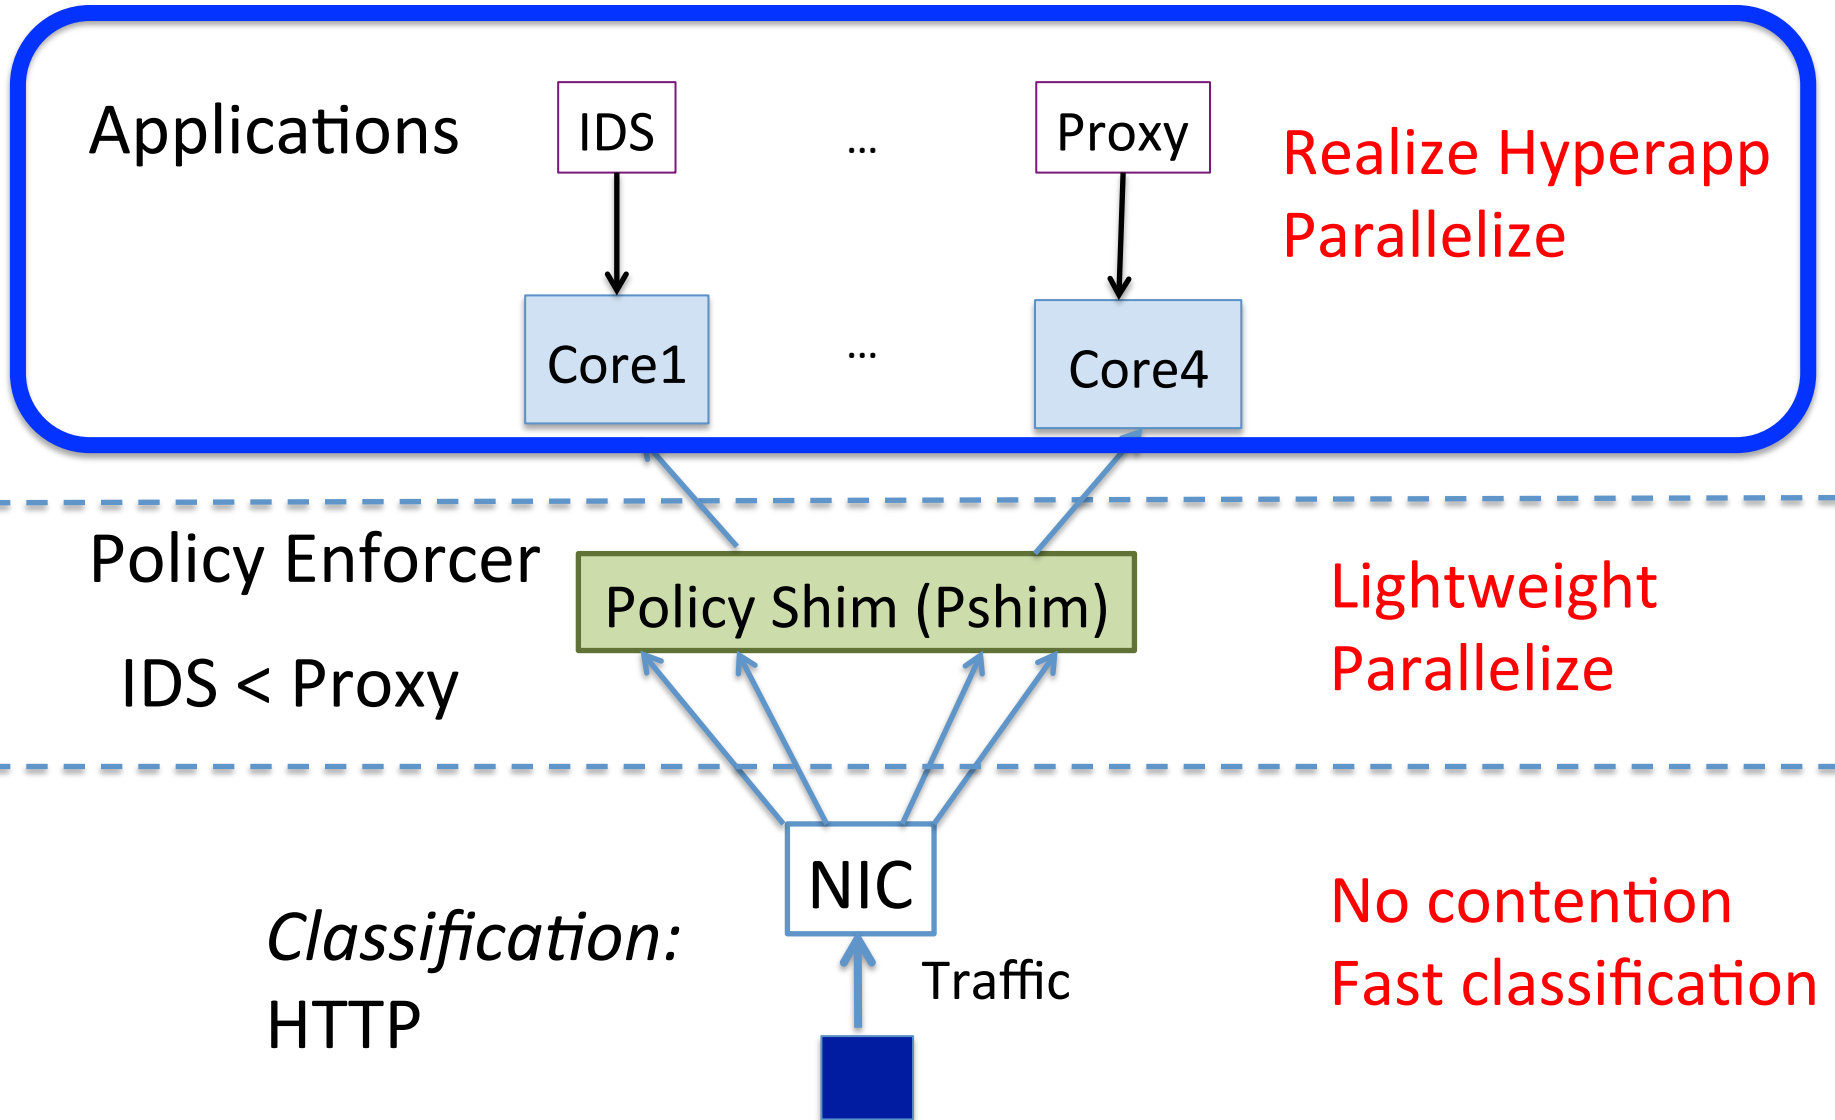 Applications
IDS
...
Proxy
Realize Hyperapp
Parallelize
Core1
...
Core4
Policy Enforcer
IDS < Proxy
Policy Shim (Pshim)
Lightweight
Parallelize
NIC
Classification:
HTTP
Traffic
No contention
Fast classification